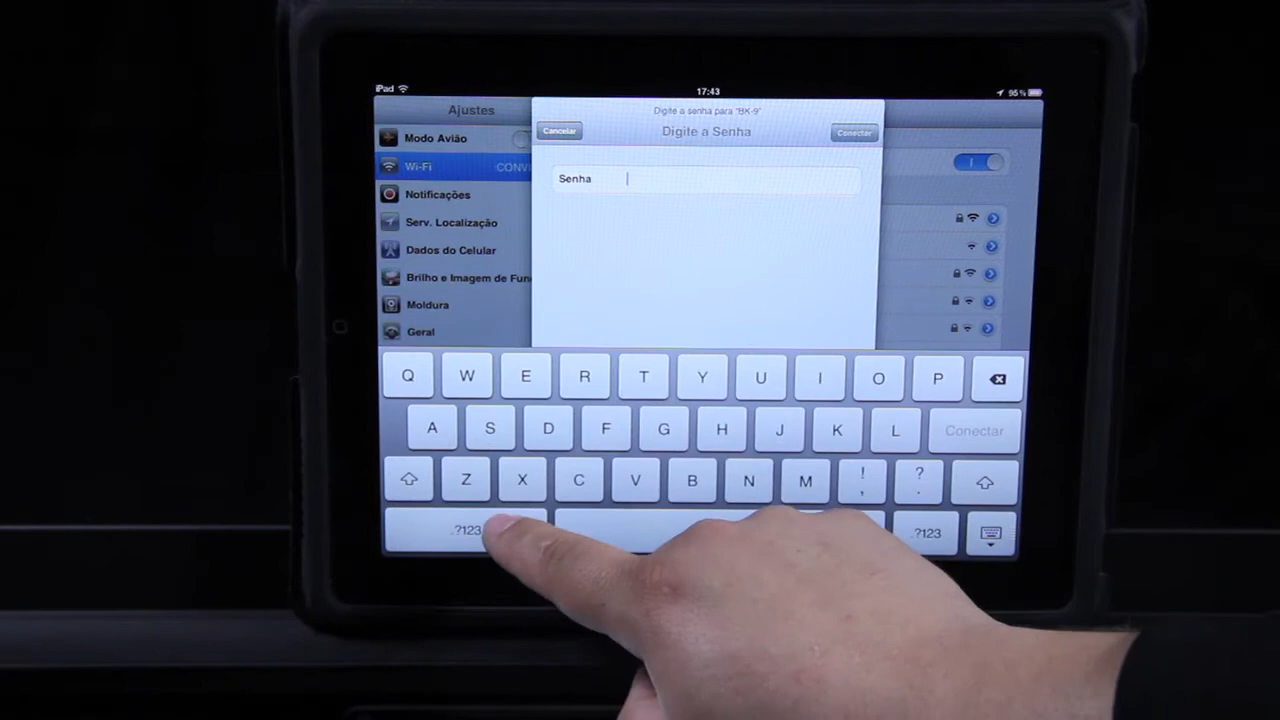 iPad 17:43 95 %
Ajustes
Digite a senha para "BK-9"
Cancelar Digite a Senha Conectar
Modo Avião
Wi-Fi CONVI
Senha
Notificações
Serv. Localização
Dados do Celular
Brilho e Imagem de Fun
Moldura
Geral
Q W E R T Y U I O P
A S D F G H J K L Conectar
Z X C V B N M ! , ? .
.?123 .?123